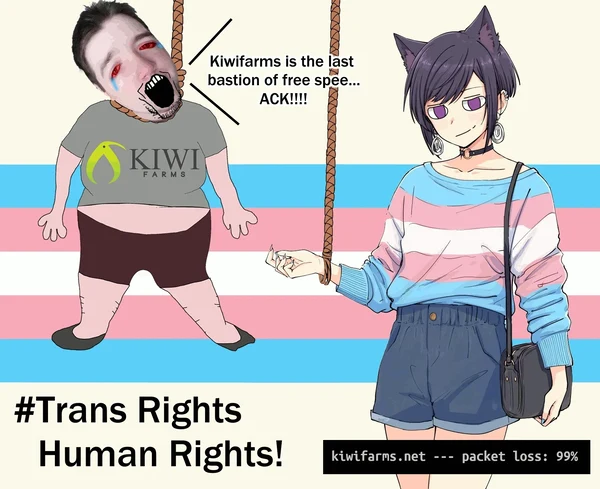 Kiwifarms is the last
bastion of free spee...
ACK!!!!
KIWI
FARMS
#Trans Rights
Human Rights!
kiwifarms.net --- packet loss: 99%